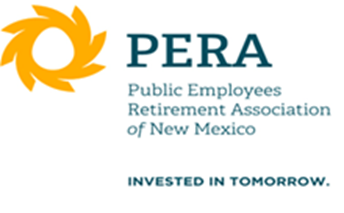 PERA
Public Employees
Retirement Association
of New Mexico
INVESTED IN TOMORROW.